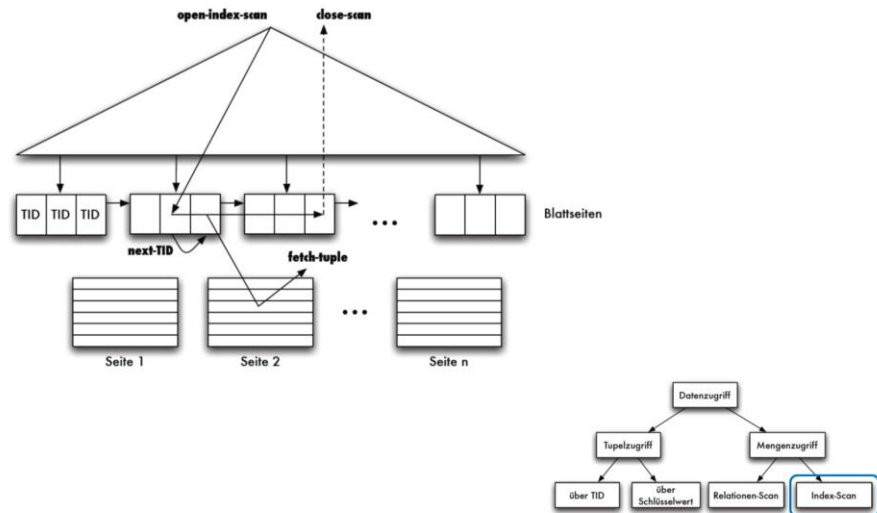 open-index-scan close-scan
TID TID TID
...
Blattseiten
next-TID
fetch-tuple
...
Seite 1 Seite 2 Seite n
Datenzugriff
Tupelzugriff Mengenzugriff
über TID über Schlüsselwert Relationen-Scan Index-Scan